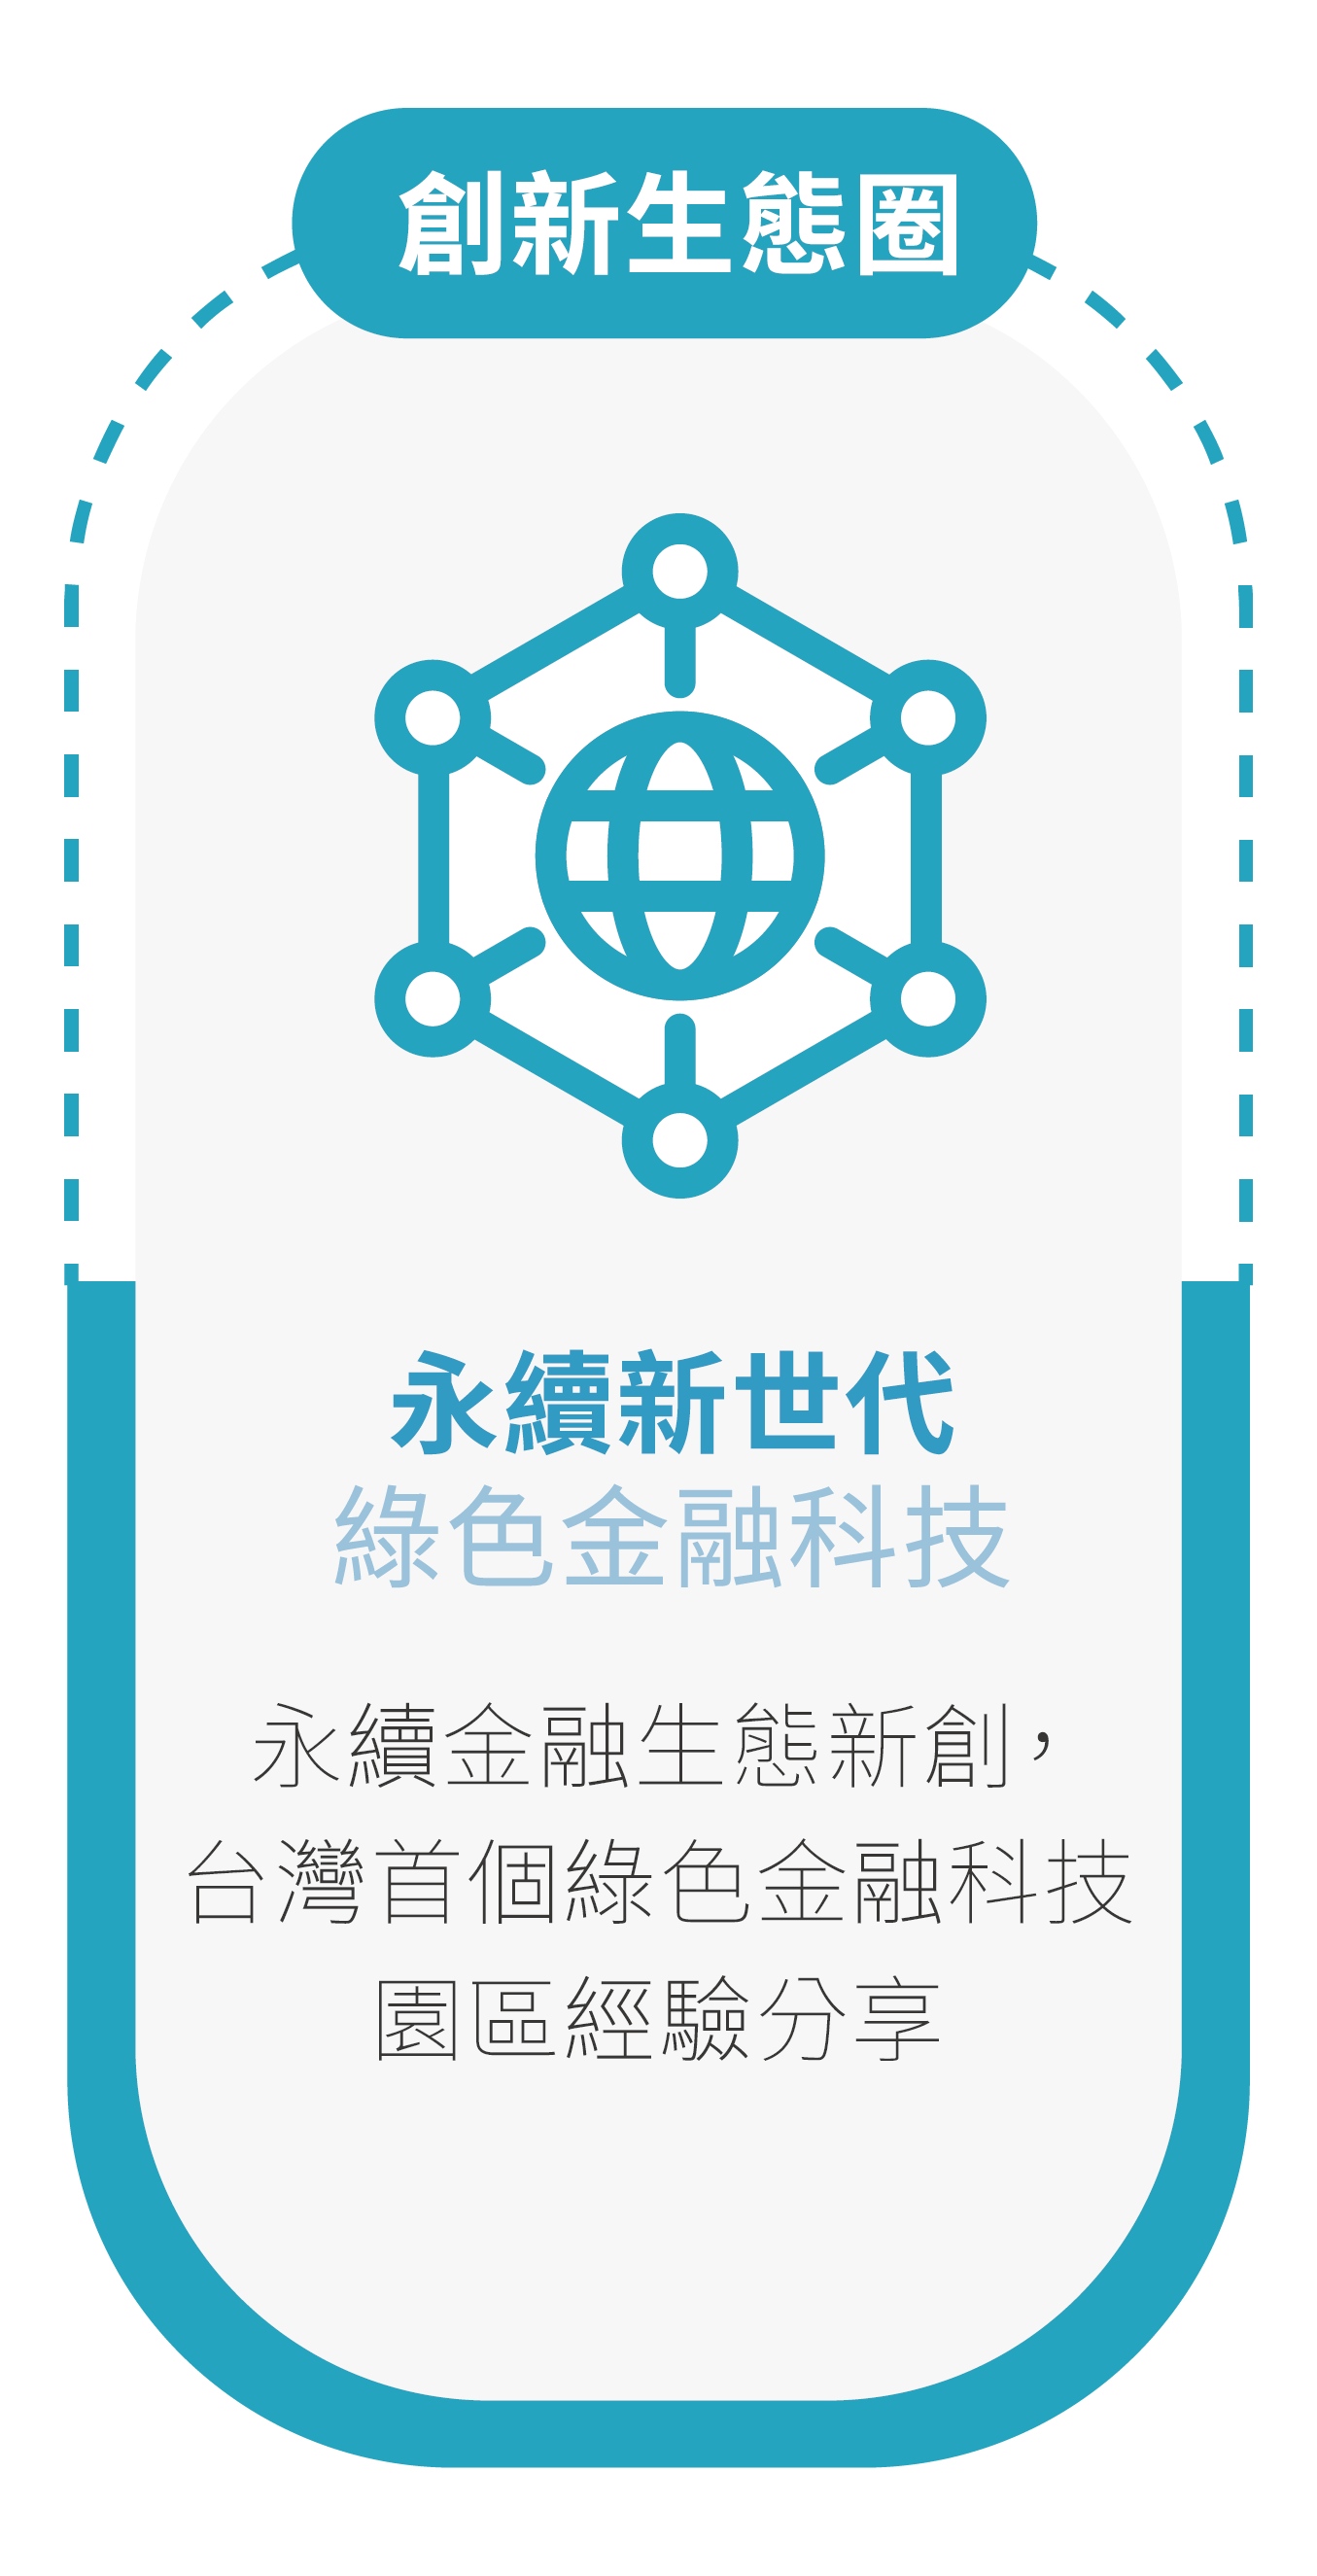 創新生態圈
永續新世代
綠色金融科技
永續金融生態新創，
台灣首個綠色金融科技
園區經驗分享